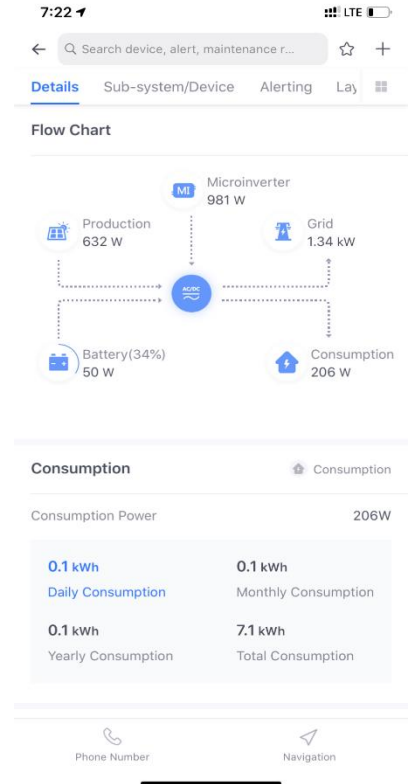 7:22
LTE
Search device, alert, maintenance r...
Details Sub-system/Device Alerting Lay
Flow Chart
MI
Microinverter
981 W
Production
632 W
Grid
1.34 kW
AC/DC
Battery(34%)
50 W
Consumption
206 W
Consumption
Consumption
Consumption Power 206W
0.1 kWh 0.1 kWh
Daily Consumption Monthly Consumption
0.1 kWh 7.1 kWh
Yearly Consumption Total Consumption
Phone Number Navigation